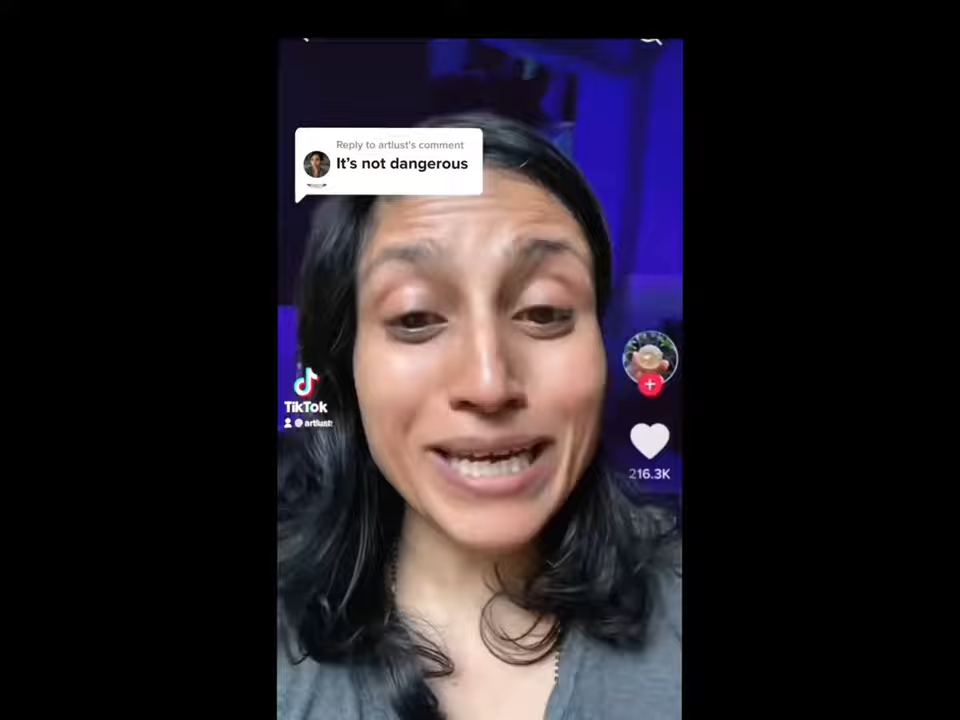 Reply to artlust's comment
It's not dangerous
TikTok
@ artlust
216.3K